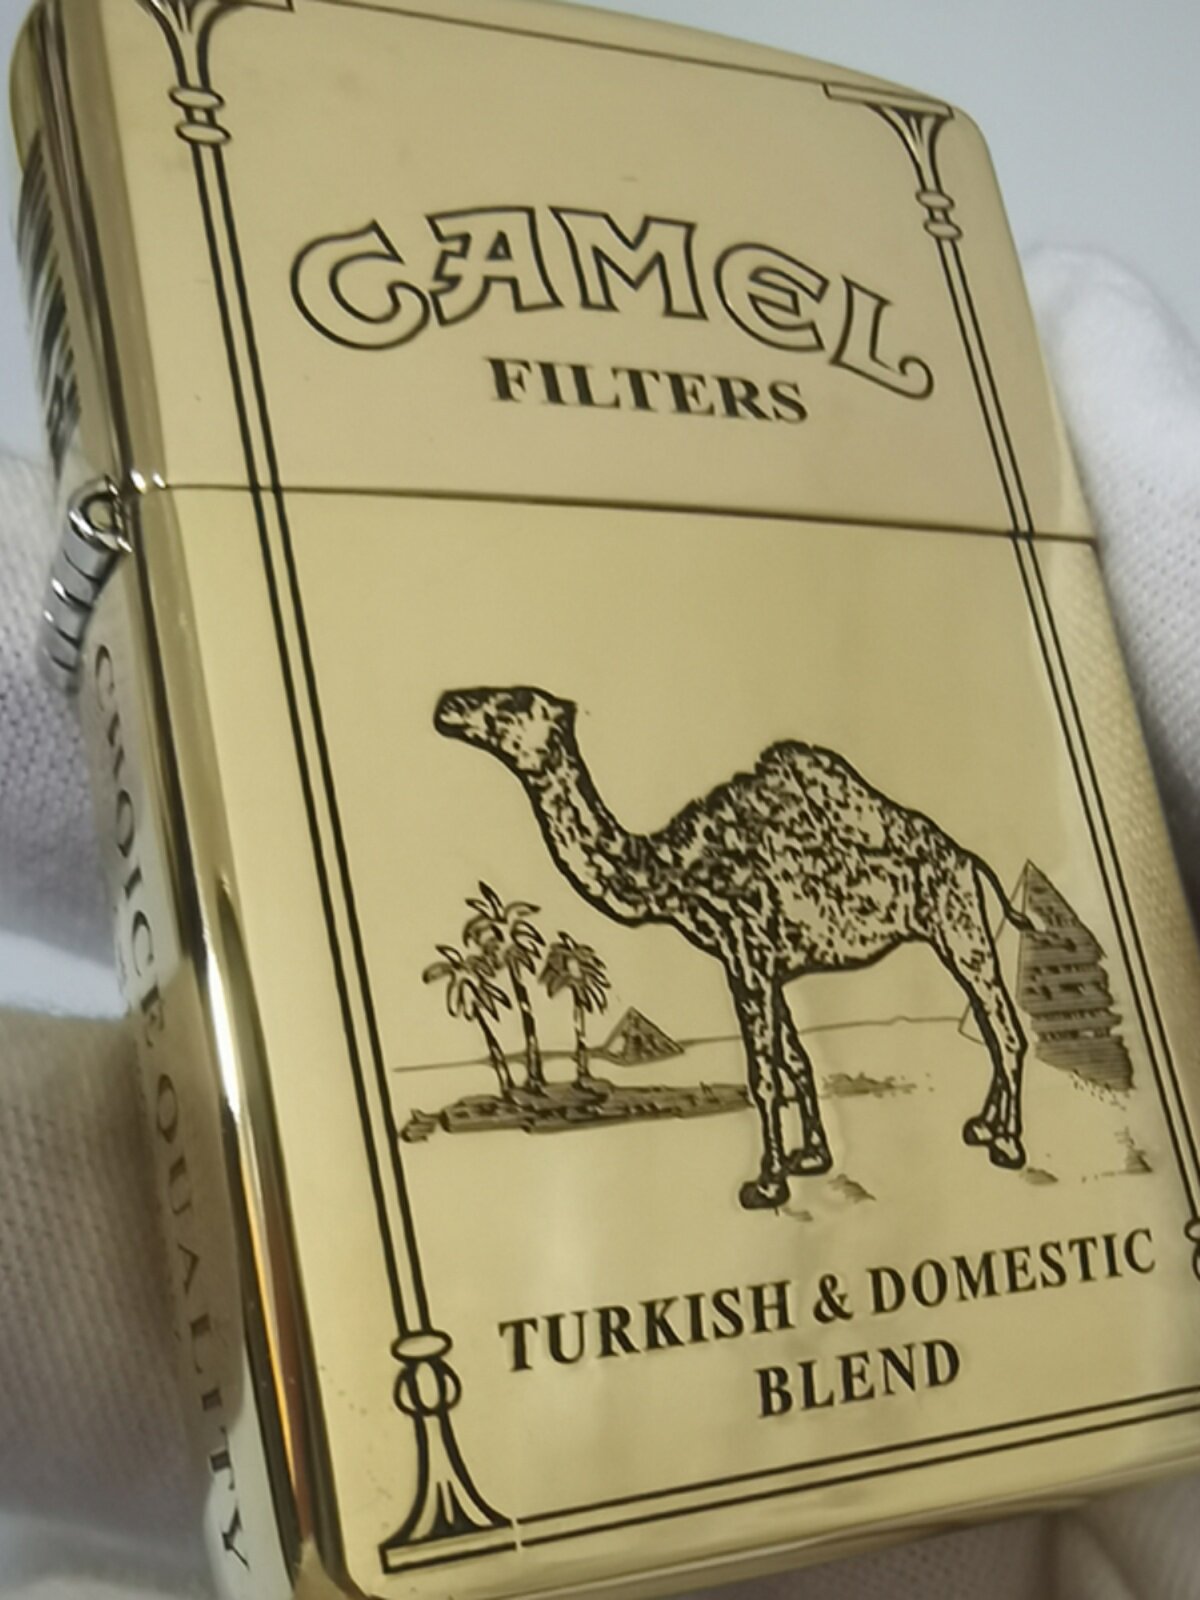 CAMEL
FILTERS
TURKISH & DOMESTIC
BLEND
CHOICE QUALITY